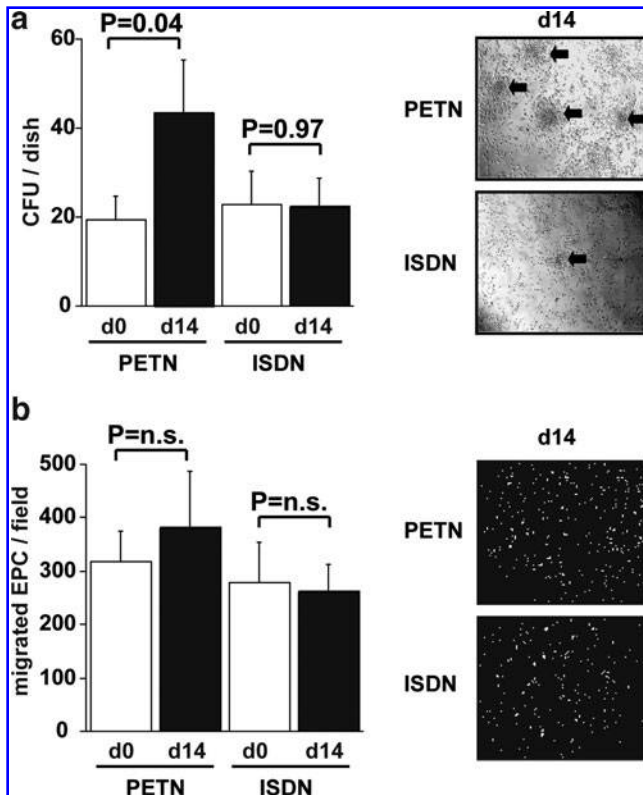 a
P=0.04
P=0.97
CFU / dish
60
40
20
0
d0 d14 d0 d14
PETN ISDN
d14
PETN
ISDN
b
P=n.s.
P=n.s.
migrated EPC / field
500
400
300
200
100
0
d0 d14 d0 d14
PETN ISDN
d14
PETN
ISDN